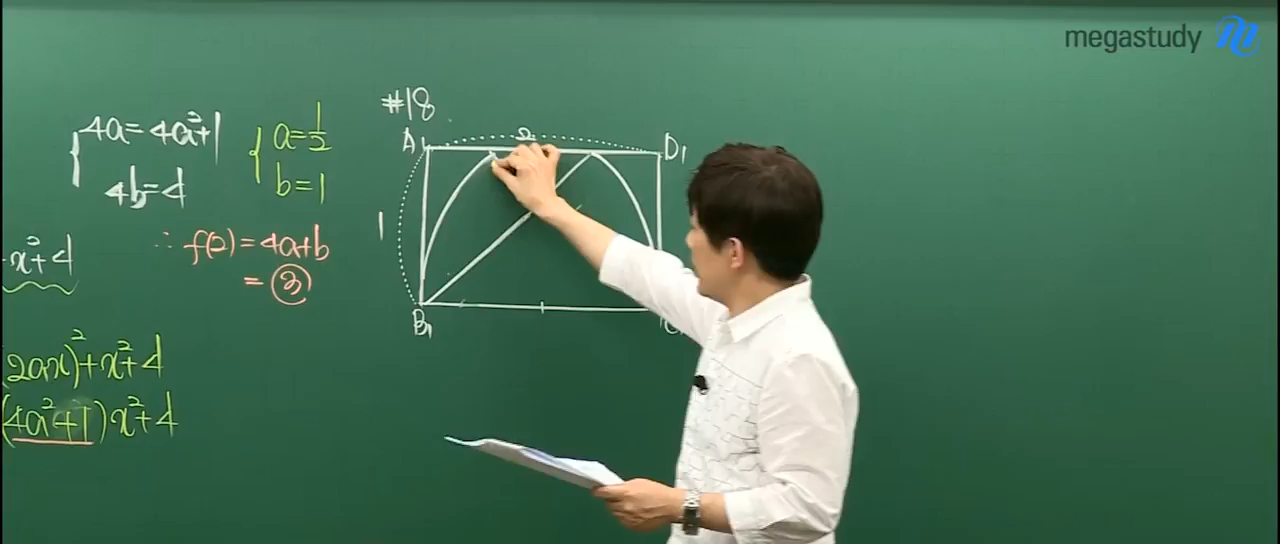 megastudy
4a=4a²+1
4b=4
a=1/2
b=1
x²+4
∴ f(2)=4a+b
= ③
2ax)²+x²+4
(4a²+1)x²+4
#18.
A₁
2
D₁
1
B₁